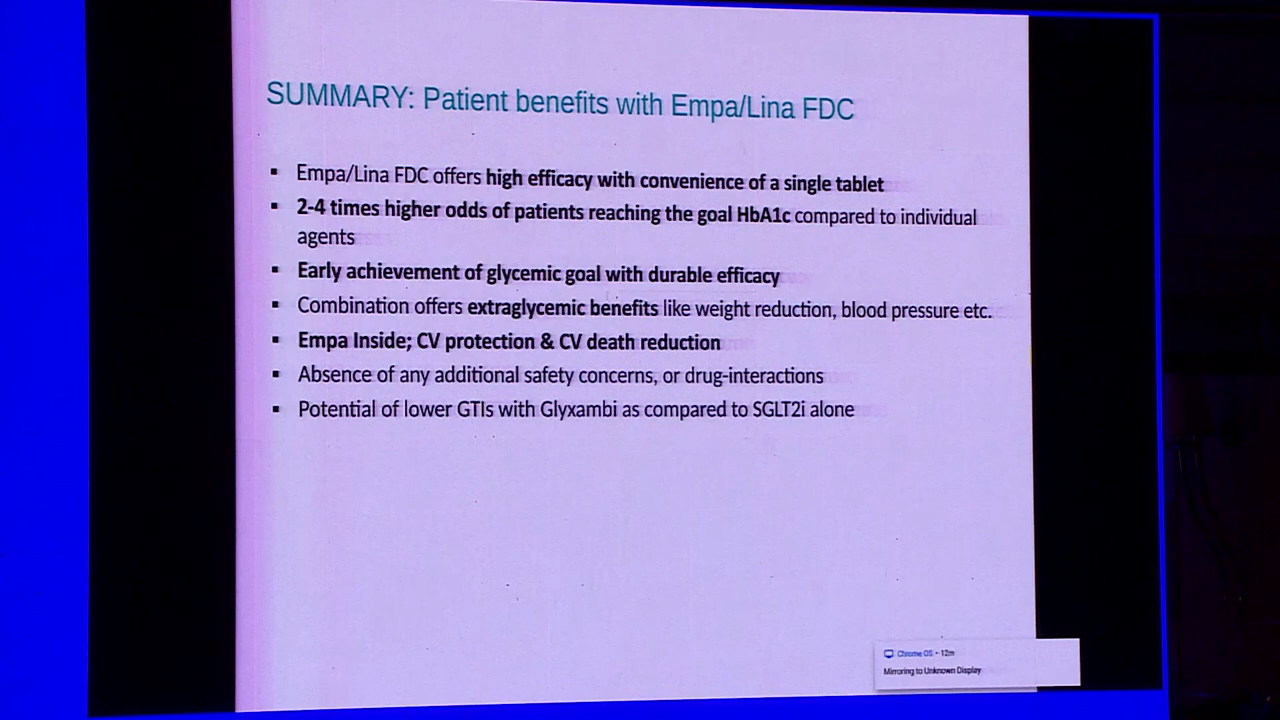 SUMMARY: Patient benefits with Empa/Lina FDC
▪ Empa/Lina FDC offers high efficacy with convenience of a single tablet
▪ 2-4 times higher odds of patients reaching the goal HbA1c compared to individual
agents
▪ Early achievement of glycemic goal with durable efficacy
▪ Combination offers extraglycemic benefits like weight reduction, blood pressure etc.
▪ Empa Inside; CV protection & CV death reduction
▪ Absence of any additional safety concerns, or drug-interactions
▪ Potential of lower GTIs with Glyxambi as compared to SGLT2i alone
Chrome OS • 12m
Mirroring to Unknown Display